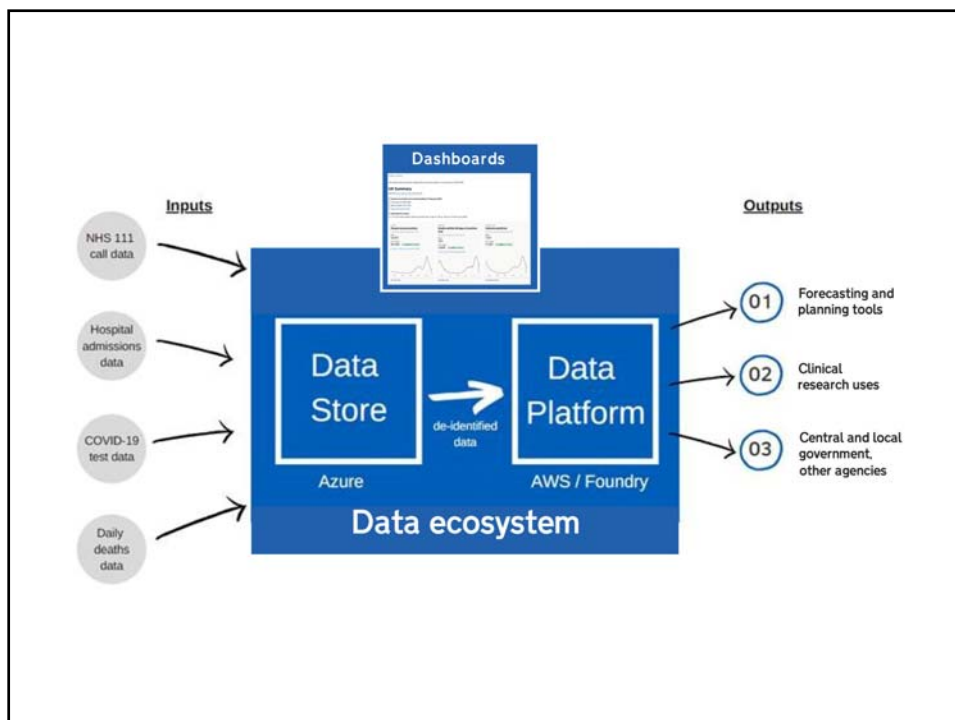 Dashboards
Inputs
Outputs
NHS 111
call data
Hospital
admissions
data
COVID-19
test data
Daily
deaths
data
Data
Store
Azure
de-identified
data
Data
Platform
AWS / Foundry
Data ecosystem
01
Forecasting and
planning tools
02
Clinical
research uses
03
Central and local
government,
other agencies